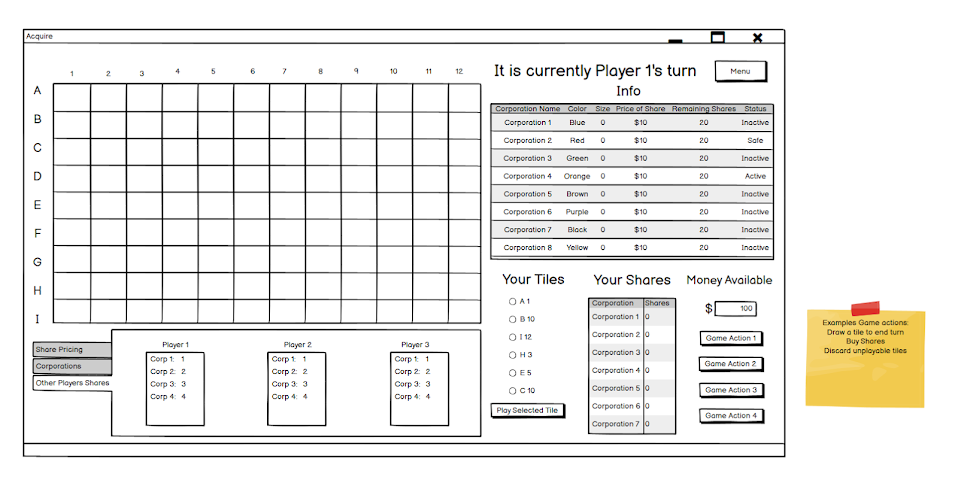 Acquire
It is currently Player 1's turn
Menu
Info
1 2 3 4 5 6 7 8 9 10 11 12
A
B
C
D
E
F
G
H
I
Corporation Name Color Size Price of Share Remaining Shares Status
Corporation 1 Blue 0 $10 20 Inactive
Corporation 2 Red 0 $10 20 Safe
Corporation 3 Green 0 $10 20 Inactive
Corporation 4 Orange 0 $10 20 Active
Corporation 5 Brown 0 $10 20 Inactive
Corporation 6 Purple 0 $10 20 Inactive
Corporation 7 Black 0 $10 20 Inactive
Corporation 8 Yellow 0 $10 20 Inactive
Your Tiles
A 1
B 10
I 12
H 3
E 5
C 10
Play Selected Tile
Your Shares
Corporation Shares
Corporation 1 0
Corporation 2 0
Corporation 3 0
Corporation 4 0
Corporation 5 0
Corporation 6 0
Corporation 7 0
Money Available
$ 100
Game Action 1
Game Action 2
Game Action 3
Game Action 4
Share Pricing
Corporations
Other Players Shares
Player 1
Corp 1: 1
Corp 2: 2
Corp 3: 3
Corp 4: 4
Player 2
Corp 1: 1
Corp 2: 2
Corp 3: 3
Corp 4: 4
Player 3
Corp 1: 1
Corp 2: 2
Corp 3: 3
Corp 4: 4
Examples Game actions:
Draw a tile to end turn
Buy Shares
Discard unplayable tiles